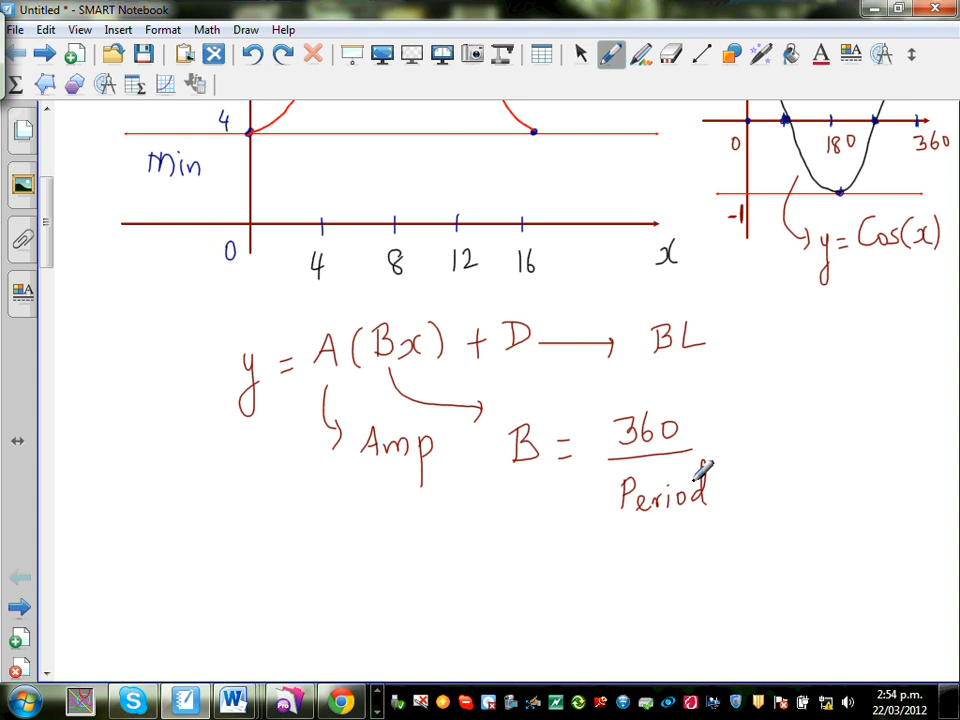 Untitled * - SMART Notebook
File Edit View Insert Format Math Draw Help
4
Min
0 4 8 12 16 x
0 180 360
-1
y = Cos(x)
y = A(Bx) + D → BL
Amp
B = 360
Period
2:54 p.m.
22/03/2012